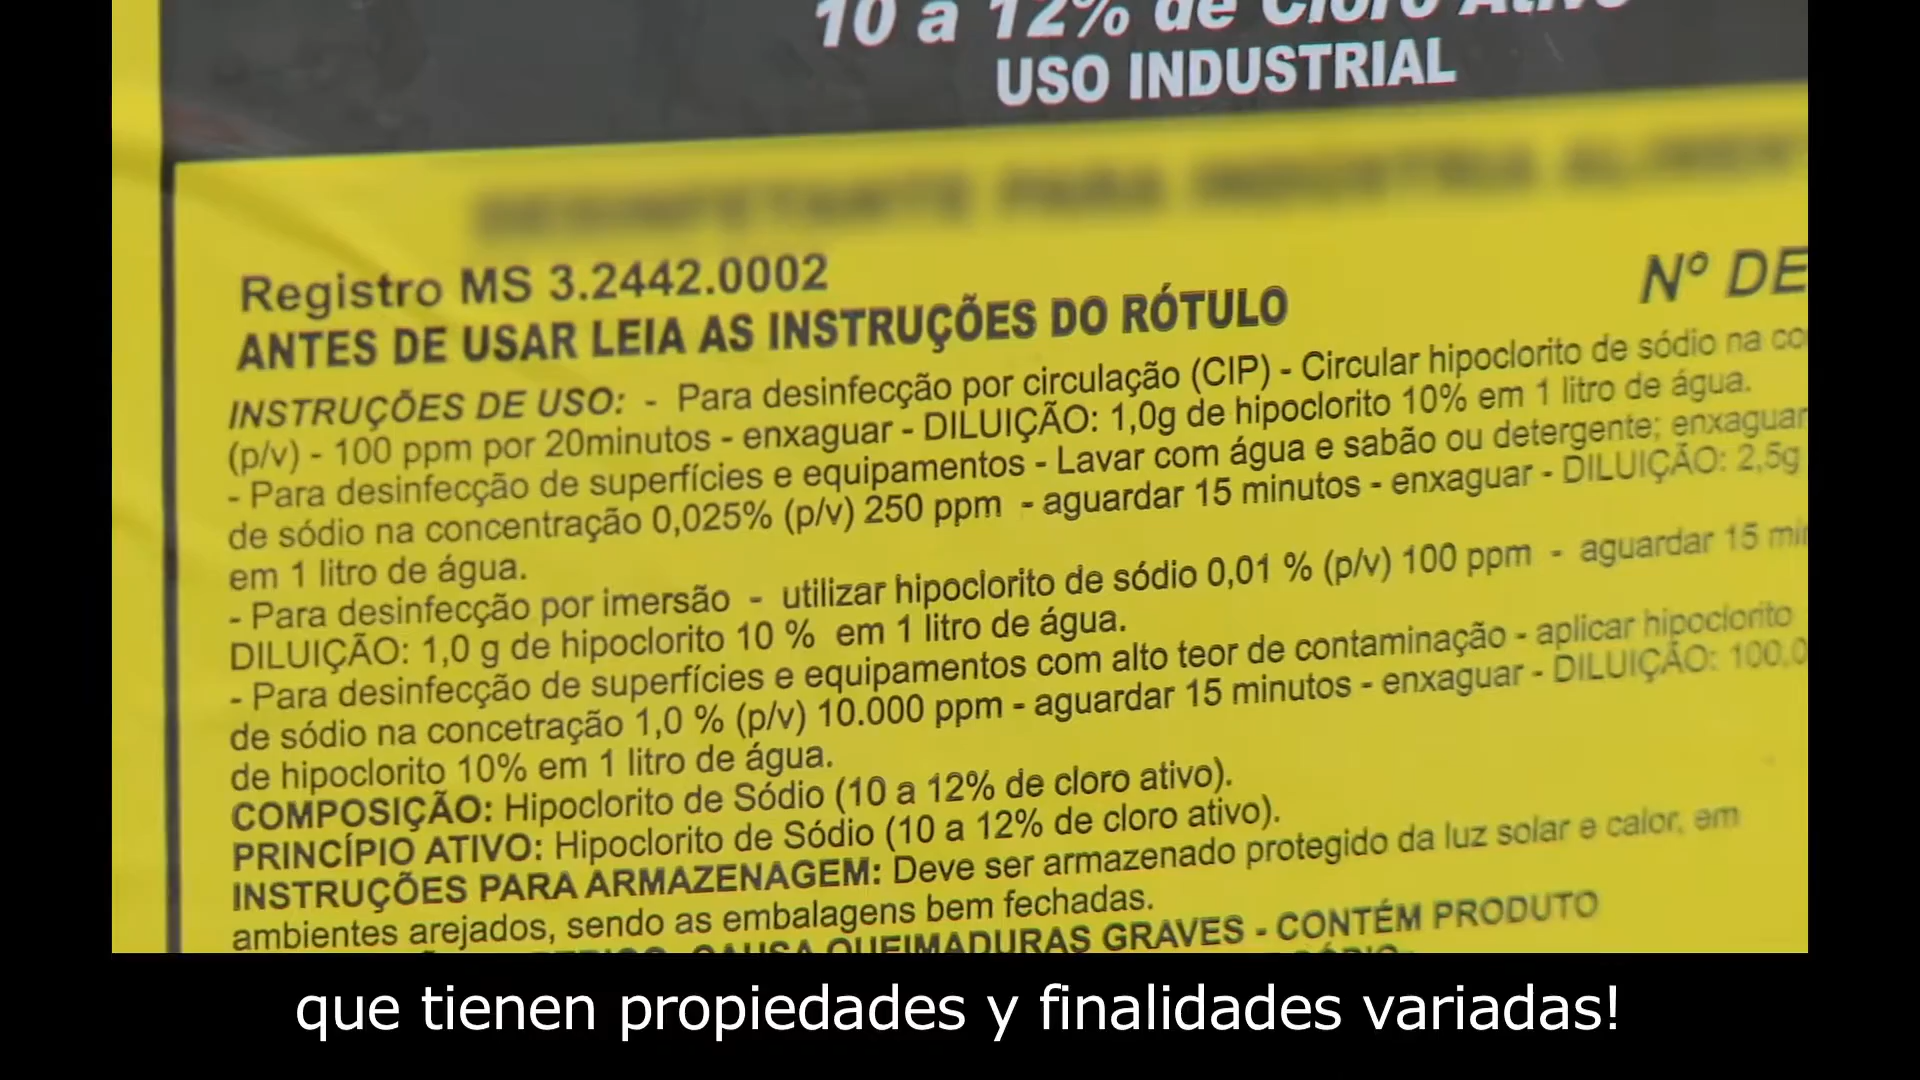 10 a 12% de Cloro Ativo
USO INDUSTRIAL
DESINFETANTE PARA INDÚSTRIA
Registro MS 3.2442.0002
Nº DE
ANTES DE USAR LEIA AS INSTRUÇÕES DO RÓTULO
INSTRUÇÕES DE USO: - Para desinfecção por circulação (CIP) - Circular hipoclorito de sódio na co
(p/v) - 100 ppm por 20minutos - enxaguar - DILUIÇÃO: 1,0g de hipoclorito 10% em 1 litro de água.
- Para desinfecção de superfícies e equipamentos - Lavar com água e sabão ou detergente; enxaguar
de sódio na concentração 0,025% (p/v) 250 ppm - aguardar 15 minutos - enxaguar - DILUIÇÃO: 2,5g
em 1 litro de água.
- Para desinfecção por imersão - utilizar hipoclorito de sódio 0,01 % (p/v) 100 ppm - aguardar 15 min
DILUIÇÃO: 1,0 g de hipoclorito 10 % em 1 litro de água.
- Para desinfecção de superfícies e equipamentos com alto teor de contaminação - aplicar hipoclorito
de sódio na concetração 1,0 % (p/v) 10.000 ppm - aguardar 15 minutos - enxaguar - DILUIÇÃO: 100,0
de hipoclorito 10% em 1 litro de água.
COMPOSIÇÃO: Hipoclorito de Sódio (10 a 12% de cloro ativo).
PRINCÍPIO ATIVO: Hipoclorito de Sódio (10 a 12% de cloro ativo).
INSTRUÇÕES PARA ARMAZENAGEM: Deve ser armazenado protegido da luz solar e calor, em
ambientes arejados, sendo as embalagens bem fechadas.
CAUSA QUEIMADURAS GRAVES - CONTÉM PRODUTO
que tienen propiedades y finalidades variadas!